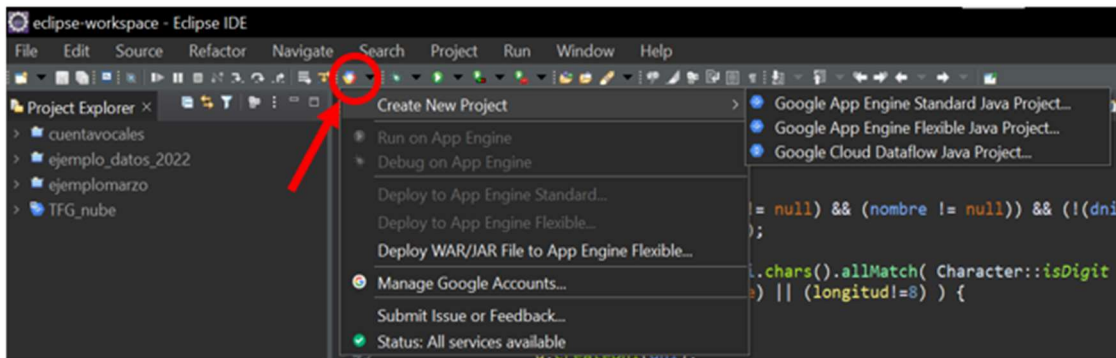 eclipse-workspace - Eclipse IDE
File Edit Source Refactor Navigate Search Project Run Window Help
Project Explorer ×
cuentavocales
ejemplo_datos_2022
ejemplomarzo
TFG_nube
Create New Project
Run on App Engine
Debug on App Engine
Deploy to App Engine Standard...
Deploy to App Engine Flexible...
Deploy WAR/JAR File to App Engine Flexible...
Manage Google Accounts...
Submit Issue or Feedback...
Status: All services available
Google App Engine Standard Java Project...
Google App Engine Flexible Java Project...
Google Cloud Dataflow Java Project...
!= null) && (nombre != null)) && (!(dni
);
.chars().allMatch( Character::isDigit
) || (longitud!=8) ) {